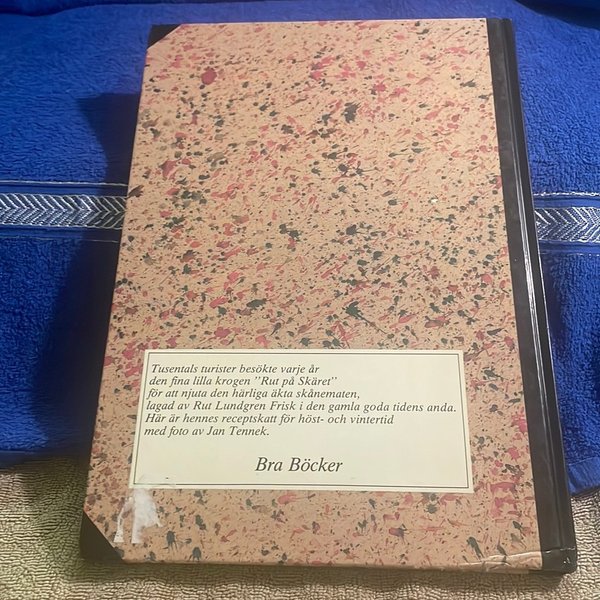 Tusentals turister besökte varje år
den fina lilla krogen ”Rut på Skäret”
för att njuta den härliga äkta skånematen,
lagad av Rut Lundgren Frisk i den gamla goda tidens anda.
Här är hennes receptskatt för höst- och vintertid
med foto av Jan Tennek.
Bra Böcker